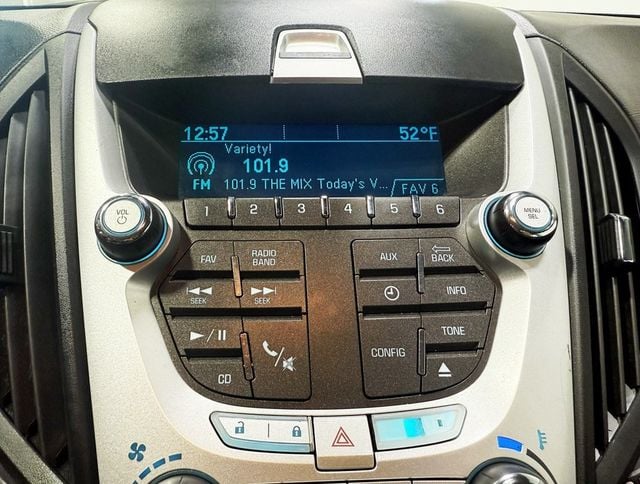 12:57 52°F
Variety!
101.9
FM 101.9 THE MIX Today's V... FAV 6
1 2 3 4 5 6
VOL
MENU
SEL
FAV RADIO
BAND
AUX BACK
SEEK SEEK
INFO
TONE
CONFIG
CD